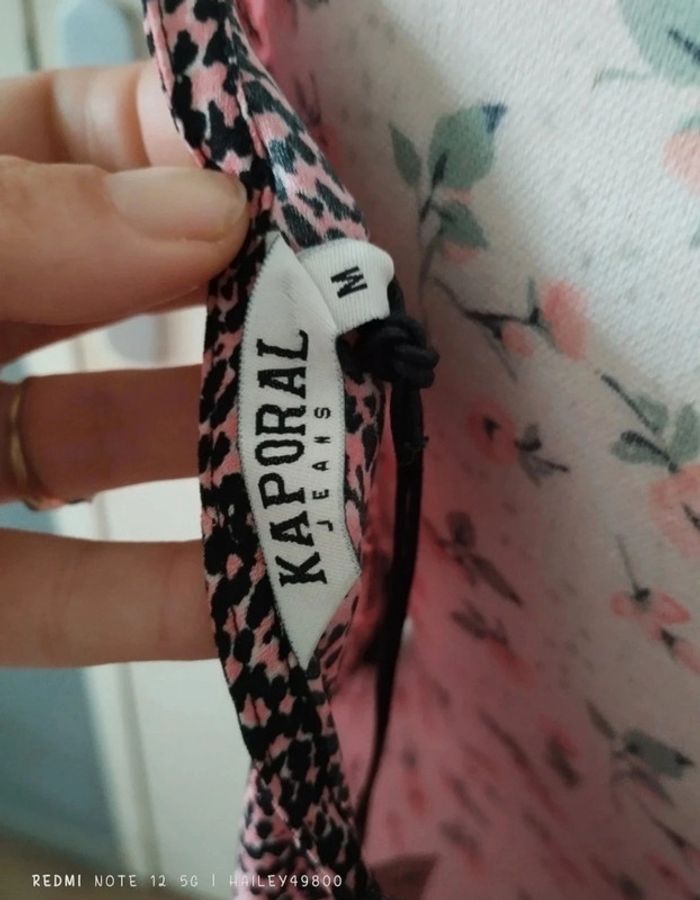 M
KAPORAL
JEANS
REDMI NOTE 12 5G | HAILEY49800